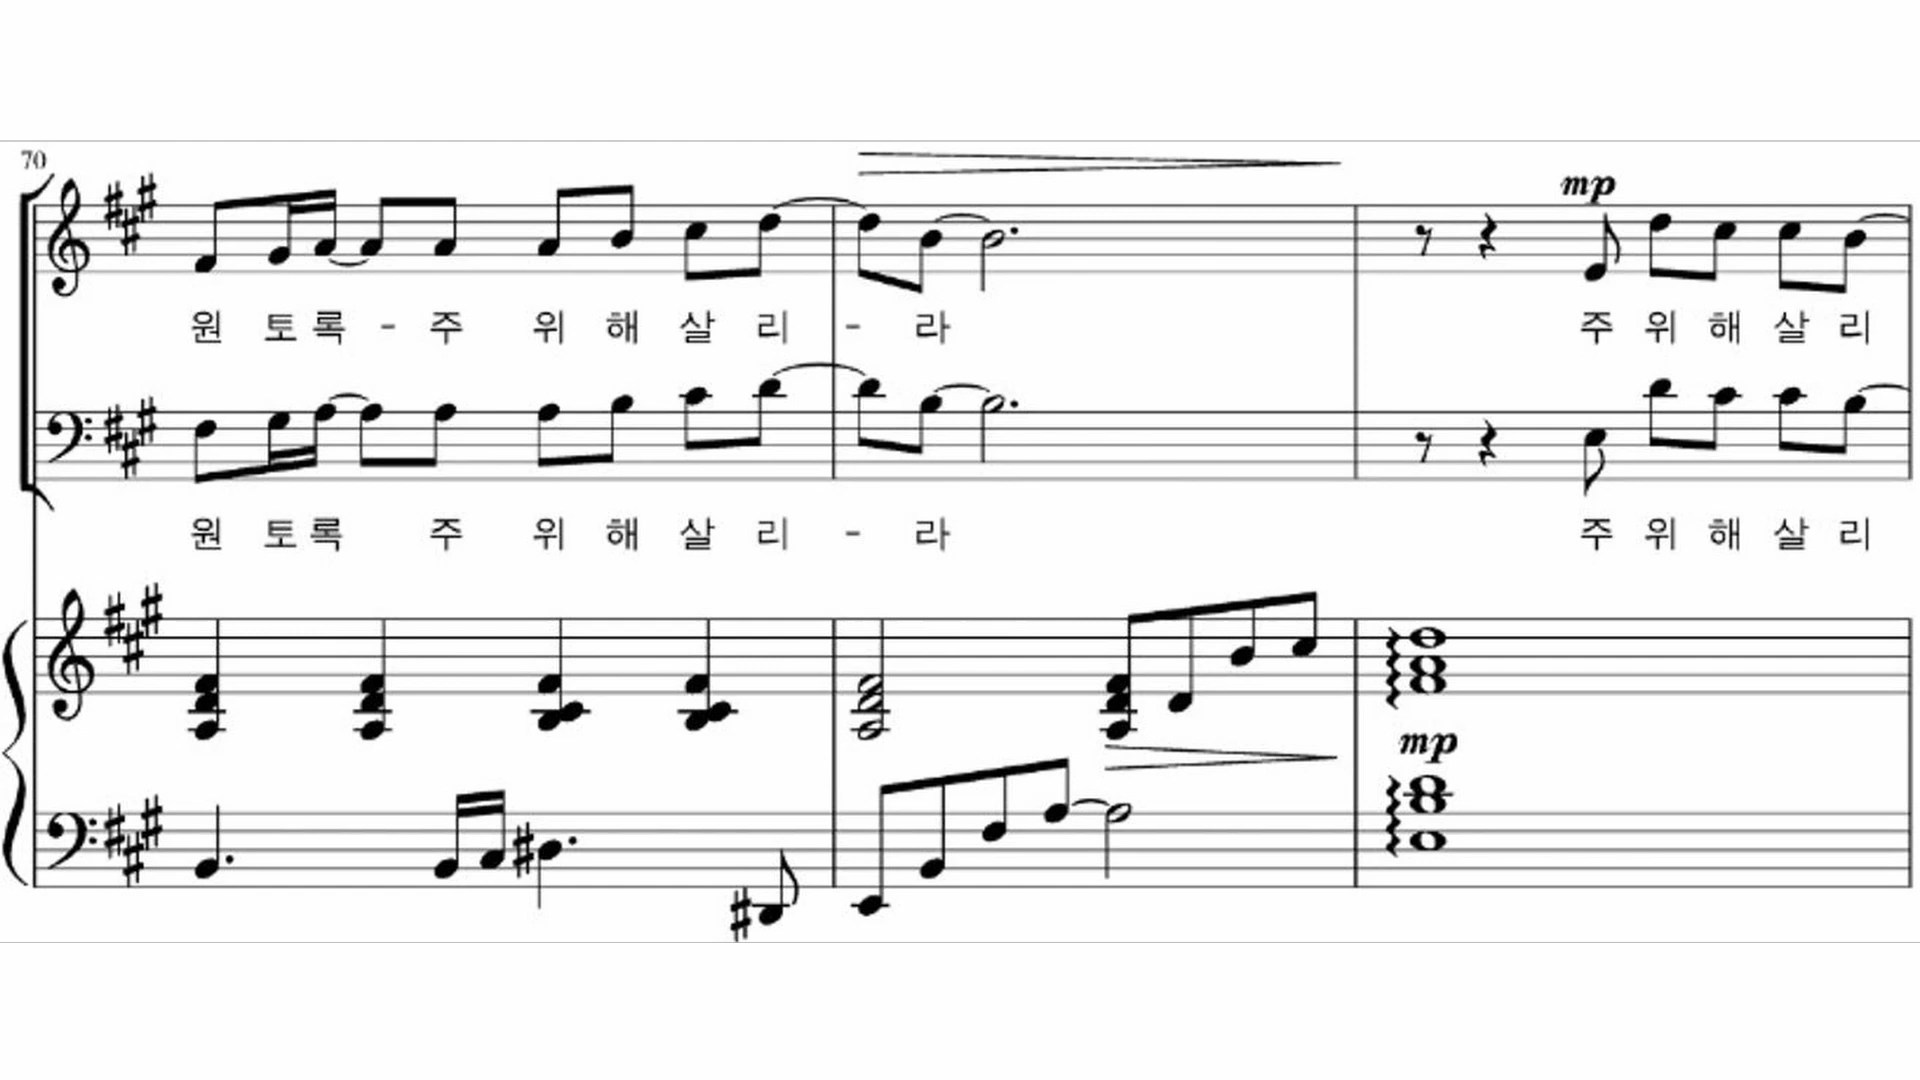 70
mp
원 토 록 - 주 위 해 살 리 - 라 주 위 해 살 리
원 토 록 주 위 해 살 리 - 라 주 위 해 살 리
mp